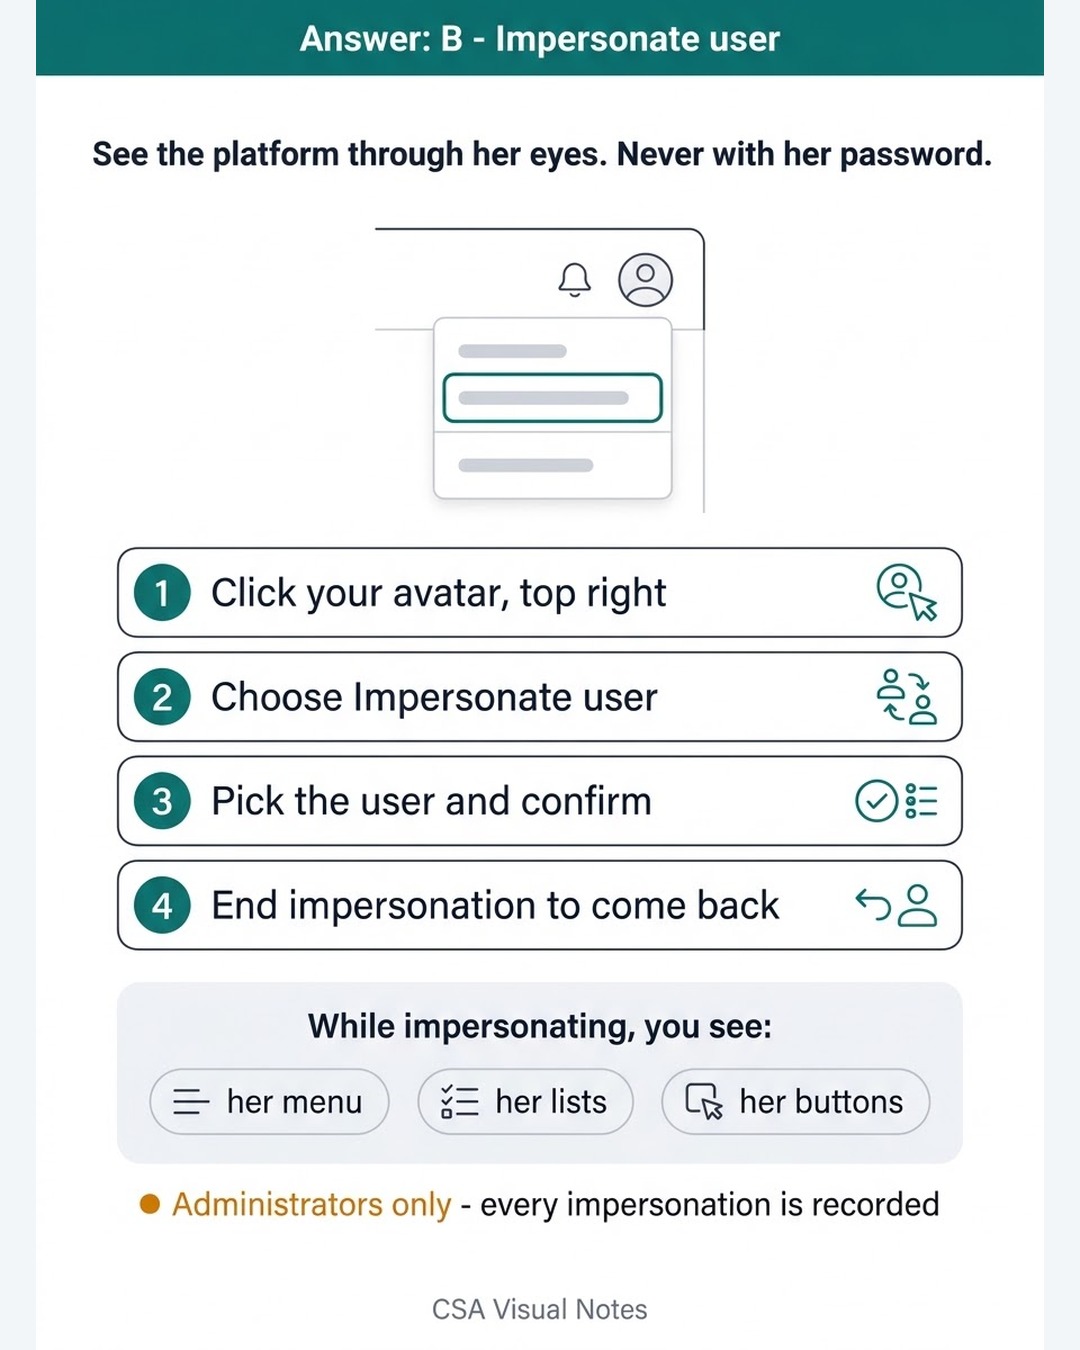 Answer: B - Impersonate user
See the platform through her eyes. Never with her password.
1 Click your avatar, top right
2 Choose Impersonate user
3 Pick the user and confirm
4 End impersonation to come back
While impersonating, you see:
her menu her lists her buttons
Administrators only - every impersonation is recorded
CSA Visual Notes